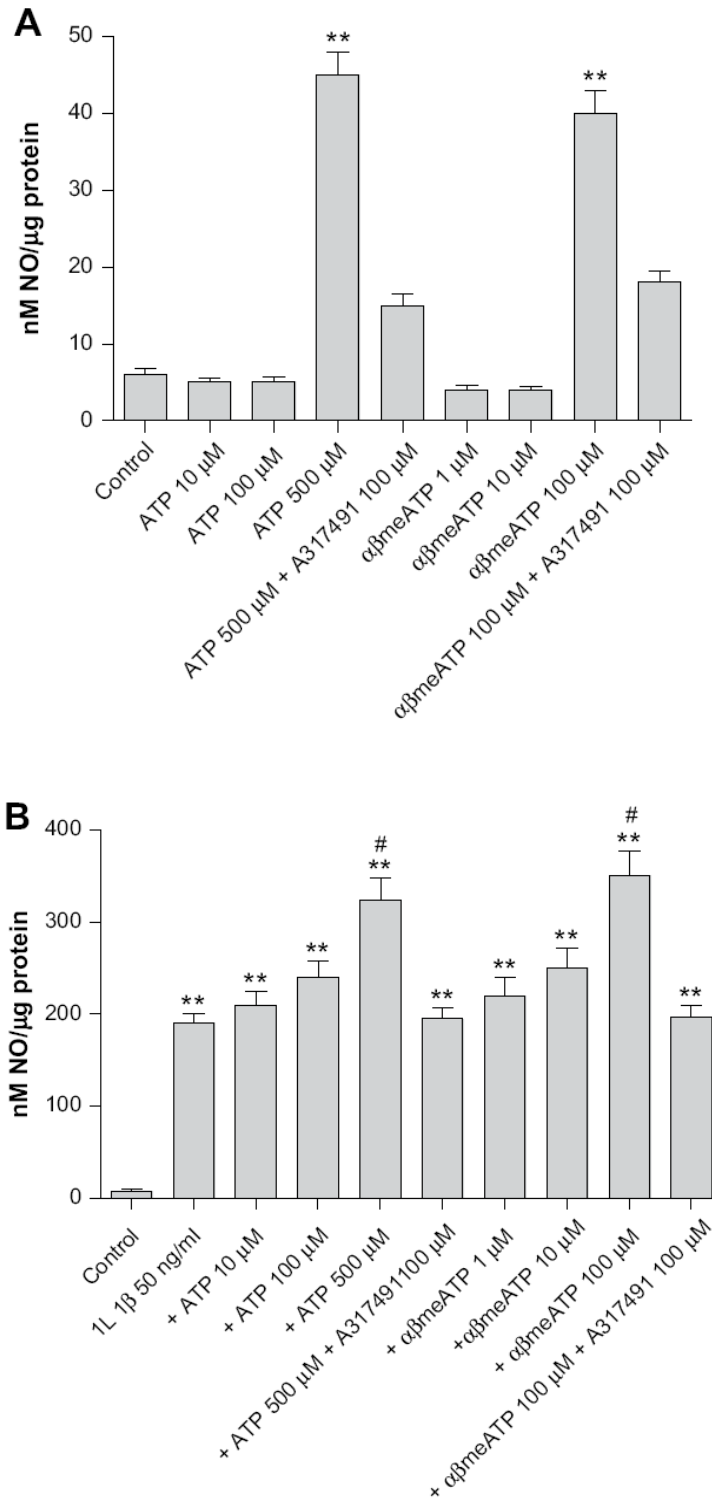 A
nM NO/µg protein
50
40
30
20
10
0
**
**
Control
ATP 10 µM
ATP 100 µM
ATP 500 µM
ATP 500 µM + A317491 100 µM
αβmeATP 1 µM
αβmeATP 10 µM
αβmeATP 100 µM
αβmeATP 100 µM + A317491 100 µM
B
nM NO/µg protein
400
300
200
100
0
**
**
**
#
**
**
**
**
#
**
**
Control
1L 1β 50 ng/ml
+ ATP 10 µM
+ ATP 100 µM
+ ATP 500 µM
+ ATP 500 µM + A317491100 µM
+ αβmeATP 1 µM
+αβmeATP 10 µM
+ αβmeATP 100 µM
+ αβmeATP 100 µM + A317491 100 µM